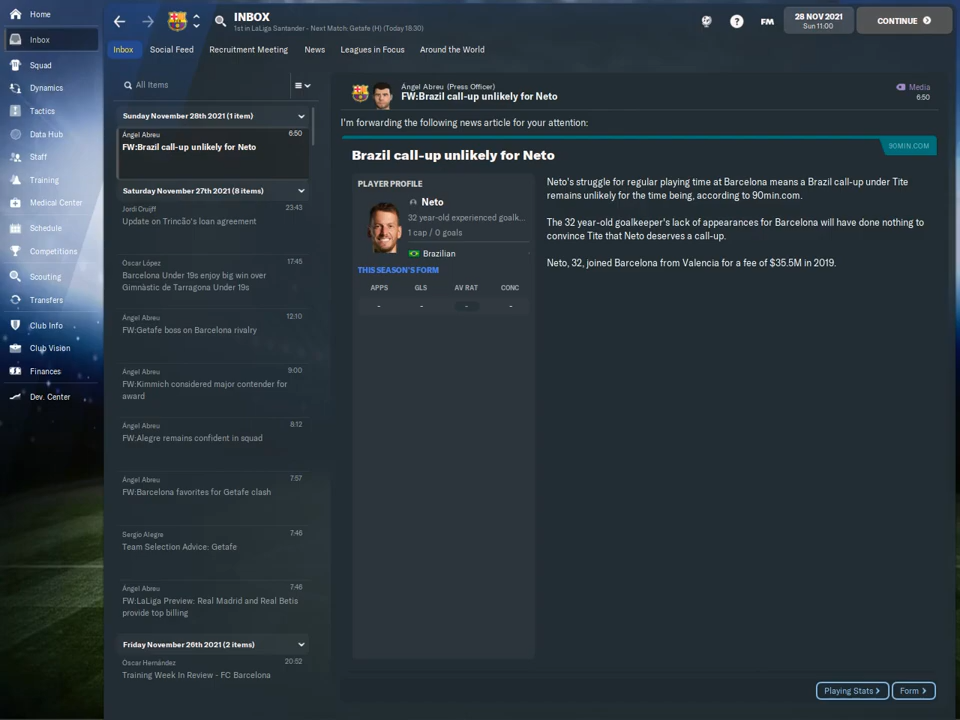 Home
Inbox
Squad
Dynamics
Tactics
Data Hub
Staff
Training
Medical Center
Schedule
Competitions
Scouting
Transfers
Club Info
Club Vision
Finances
Dev. Center
INBOX
1st in LaLiga Santander - Next Match: Getafe (H) (Today 18:30)
?
FM
28 NOV 2021
Sun 11:00
CONTINUE
Inbox
Social Feed
Recruitment Meeting
News
Leagues in Focus
Around the World
All Items
Sunday November 28th 2021 (1 item)
Ángel Abreu 6:50
FW:Brazil call-up unlikely for Neto
Saturday November 27th 2021 (8 items)
Jordi Cruijff 23:43
Update on Trincão's loan agreement
Óscar López 17:45
Barcelona Under 19s enjoy big win over
Gimnàstic de Tarragona Under 19s
Ángel Abreu 12:10
FW:Getafe boss on Barcelona rivalry
Ángel Abreu 9:00
FW:Kimmich considered major contender for
award
Ángel Abreu 8:12
FW:Alegre remains confident in squad
Ángel Abreu 7:57
FW:Barcelona favorites for Getafe clash
Sergio Alegre 7:46
Team Selection Advice: Getafe
Ángel Abreu 7:46
FW:LaLiga Preview: Real Madrid and Real Betis
provide top billing
Friday November 26th 2021 (2 items)
Óscar Hernández 20:52
Training Week In Review - FC Barcelona
Ángel Abreu (Press Officer)
FW:Brazil call-up unlikely for Neto
Media
6:50
I'm forwarding the following news article for your attention:
90MIN.COM
Brazil call-up unlikely for Neto
PLAYER PROFILE
Neto
32 year-old experienced goalk...
1 cap / 0 goals
Brazilian
THIS SEASON'S FORM
APPS GLS AV RAT CONC
- - - -
Neto's struggle for regular playing time at Barcelona means a Brazil call-up under Tite
remains unlikely for the time being, according to 90min.com.
The 32 year-old goalkeeper's lack of appearances for Barcelona will have done nothing to
convince Tite that Neto deserves a call-up.
Neto, 32, joined Barcelona from Valencia for a fee of $35.5M in 2019.
Playing Stats >
Form >